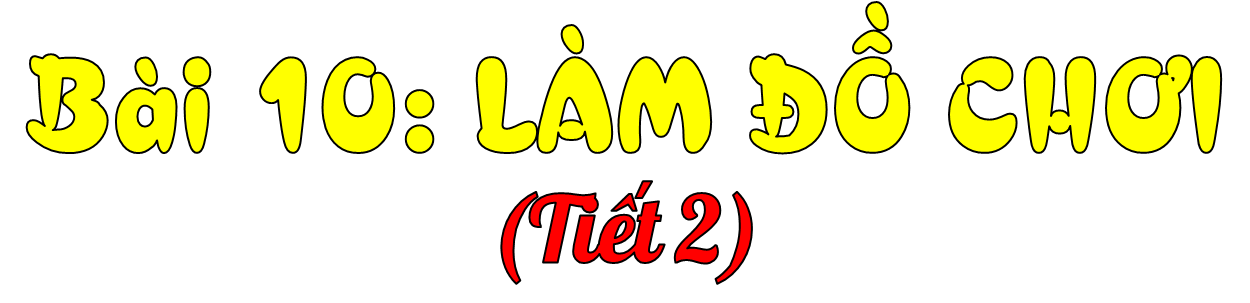 Bài 10: LÀM ĐỒ CHƠI
(Tiết 2)